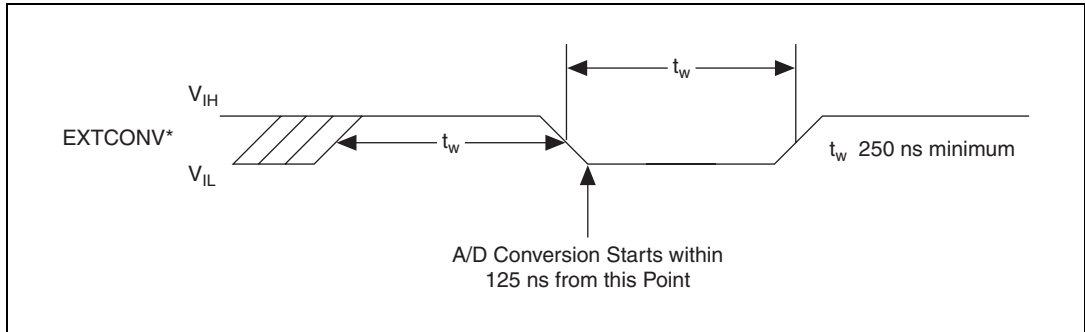 t_w
V_IH
EXTCONV*
t_w
t_w 250 ns minimum
V_IL
A/D Conversion Starts within
125 ns from this Point